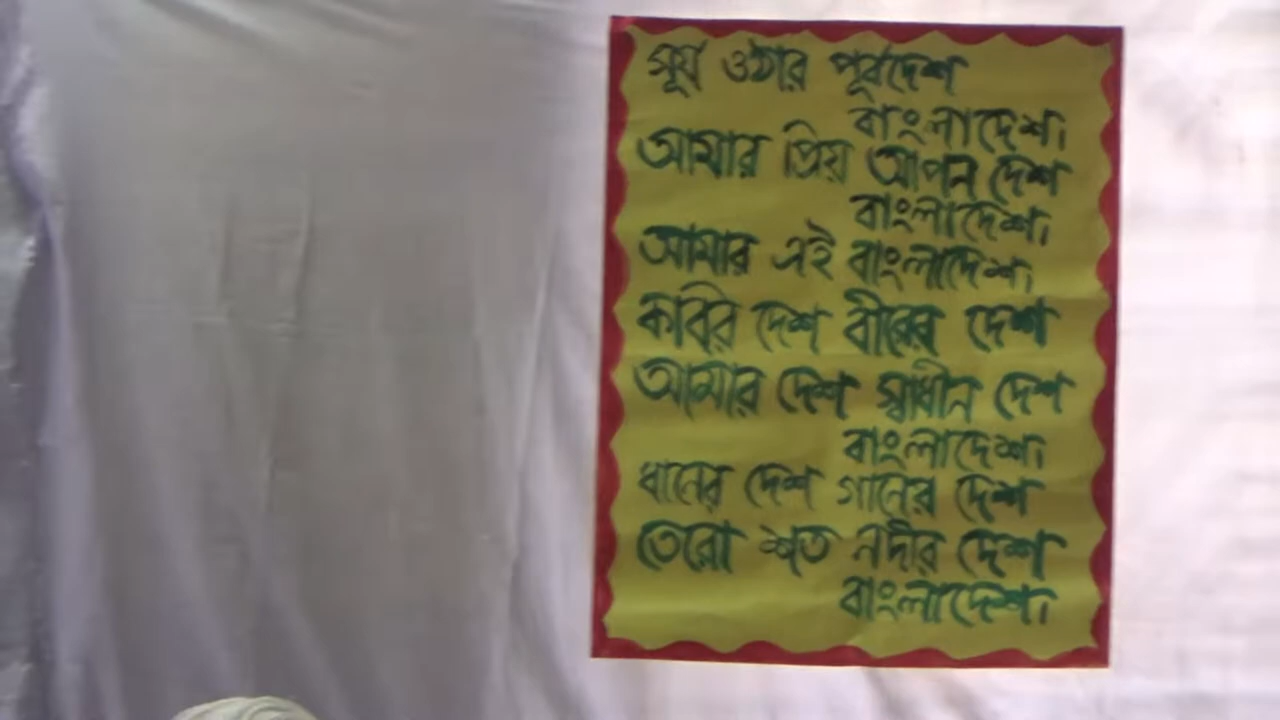 সূর্য ওঠার পূর্বদেশ
বাংলাদেশ।
আমার প্রিয় আপন দেশ
বাংলাদেশ।
আমার এই বাংলাদেশ।
কবির দেশ বীরের দেশ
আমার দেশ স্বাধীন দেশ
বাংলাদেশ।
ধানের দেশ গানের দেশ
তেরো শত নদীর দেশ
বাংলাদেশ।